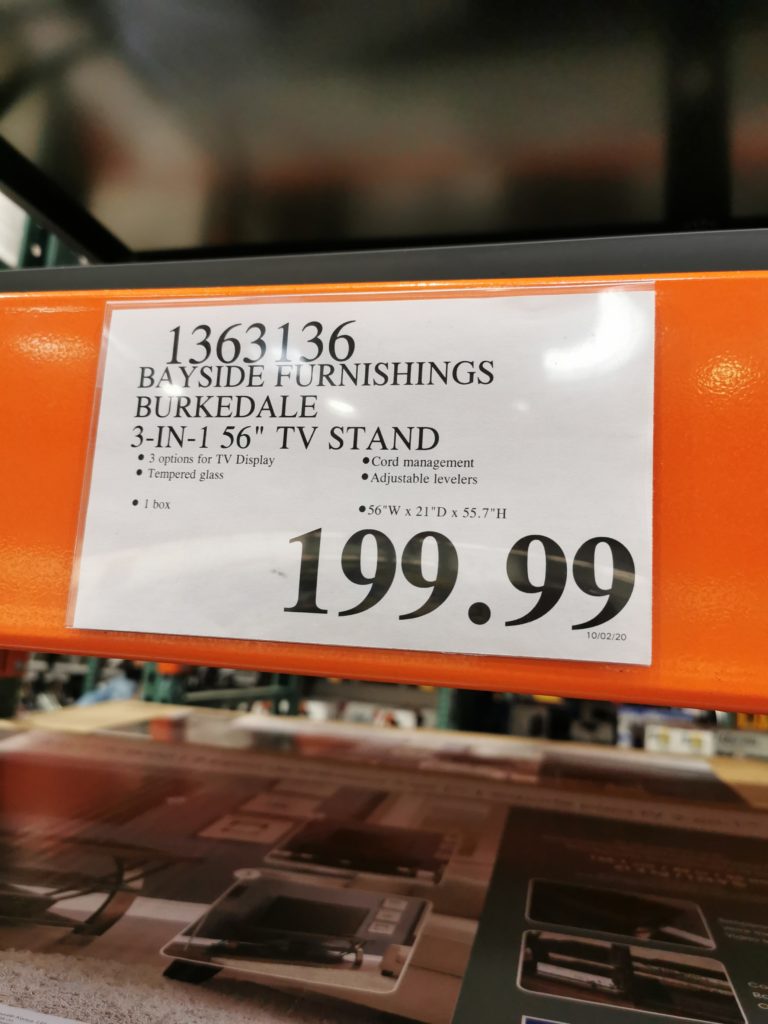 1363136
BAYSIDE FURNISHINGS
BURKEDALE
3-IN-1 56" TV STAND
• 3 options for TV Display
• Cord management
• Tempered glass
• Adjustable levelers
• 1 box
• 56"W x 21"D x 55.7"H
199.99
10/02/20